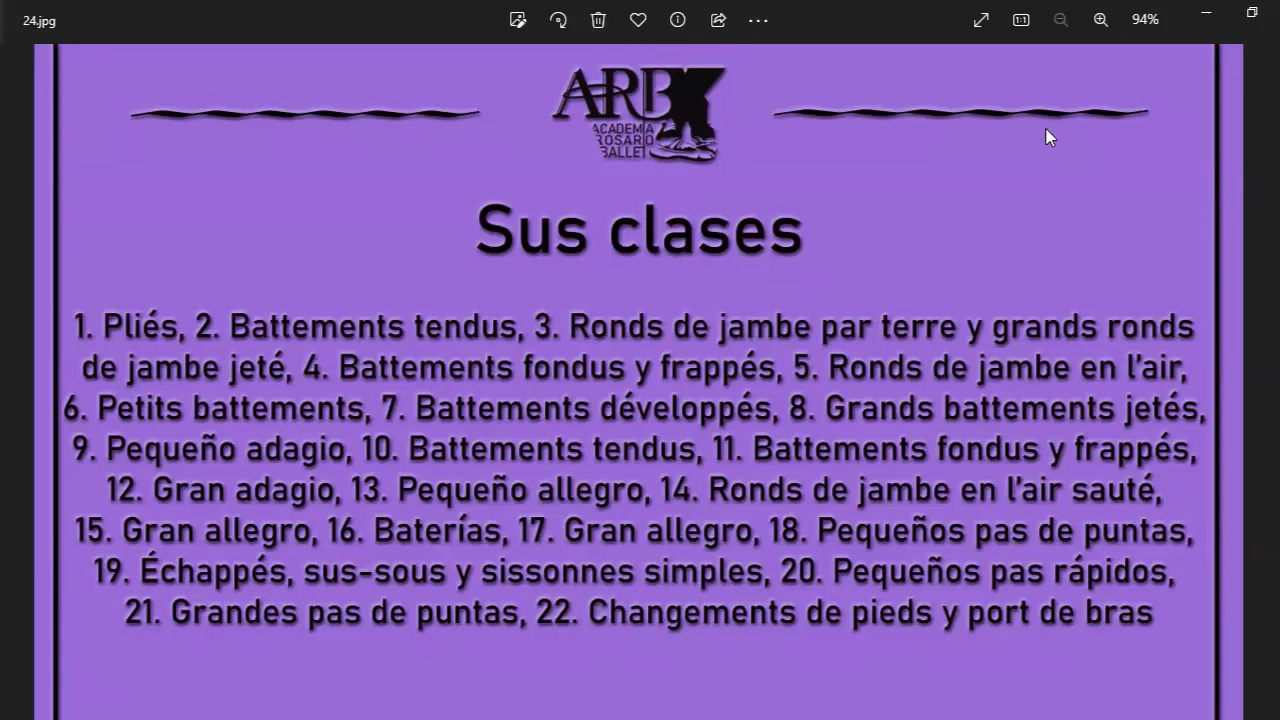 24.jpg
1:1
94%
ARB
ACADEMIA
ROSARIO
BALLET
Sus clases
1. Pliés, 2. Battements tendus, 3. Ronds de jambe par terre y grands ronds
de jambe jeté, 4. Battements fondus y frappés, 5. Ronds de jambe en l’air,
6. Petits battements, 7. Battements développés, 8. Grands battements jetés,
9. Pequeño adagio, 10. Battements tendus, 11. Battements fondus y frappés,
12. Gran adagio, 13. Pequeño allegro, 14. Ronds de jambe en l’air sauté,
15. Gran allegro, 16. Baterías, 17. Gran allegro, 18. Pequeños pas de puntas,
19. Échappés, sus-sous y sissonnes simples, 20. Pequeños pas rápidos,
21. Grandes pas de puntas, 22. Changements de pieds y port de bras